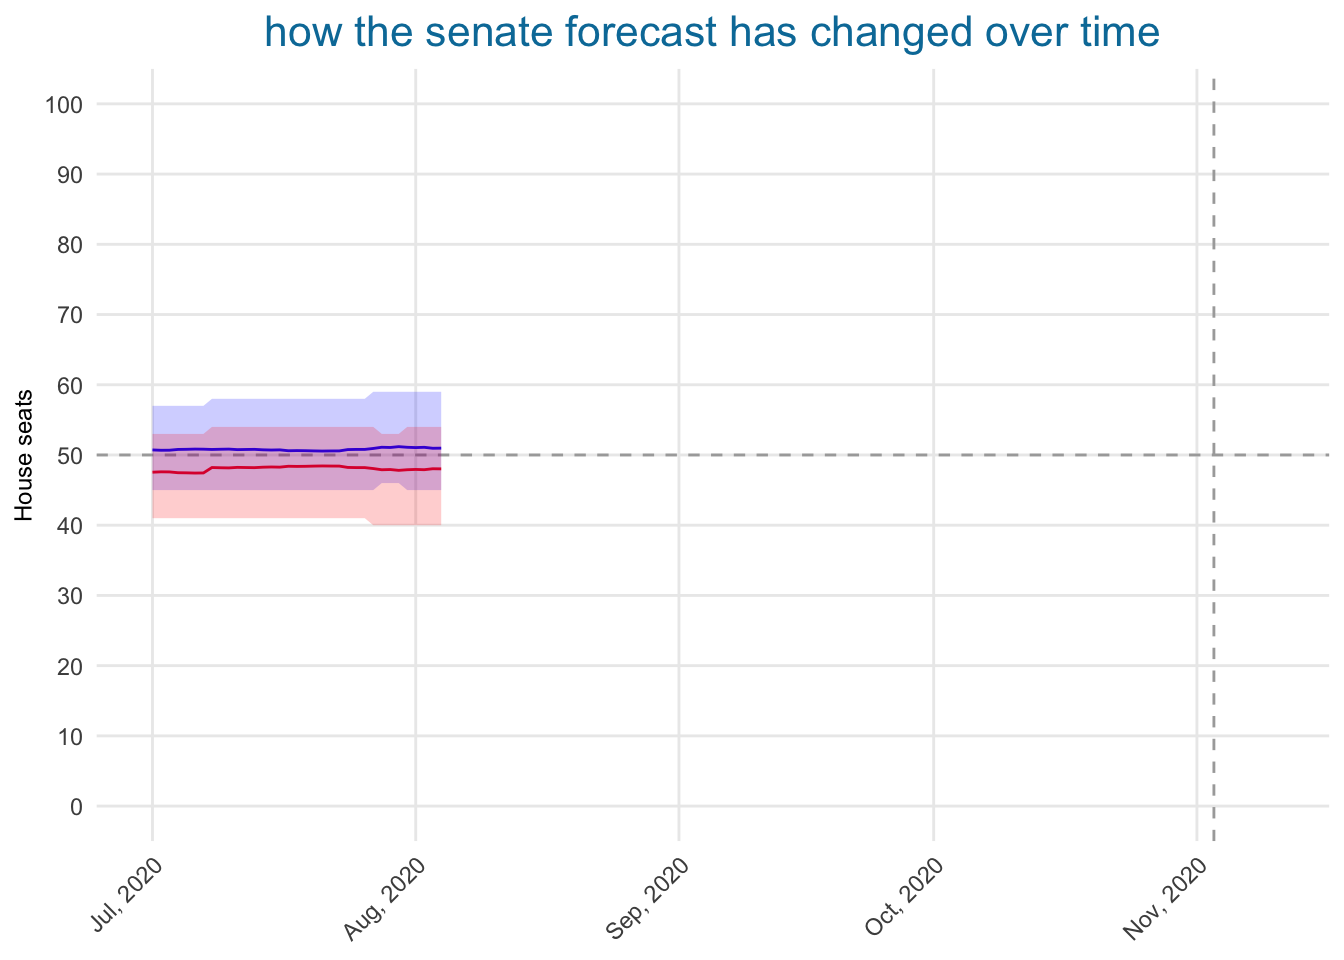 how the senate forecast has changed over time
House seats
100
90
80
70
60
50
40
30
20
10
0
Jul, 2020
Aug, 2020
Sep, 2020
Oct, 2020
Nov, 2020